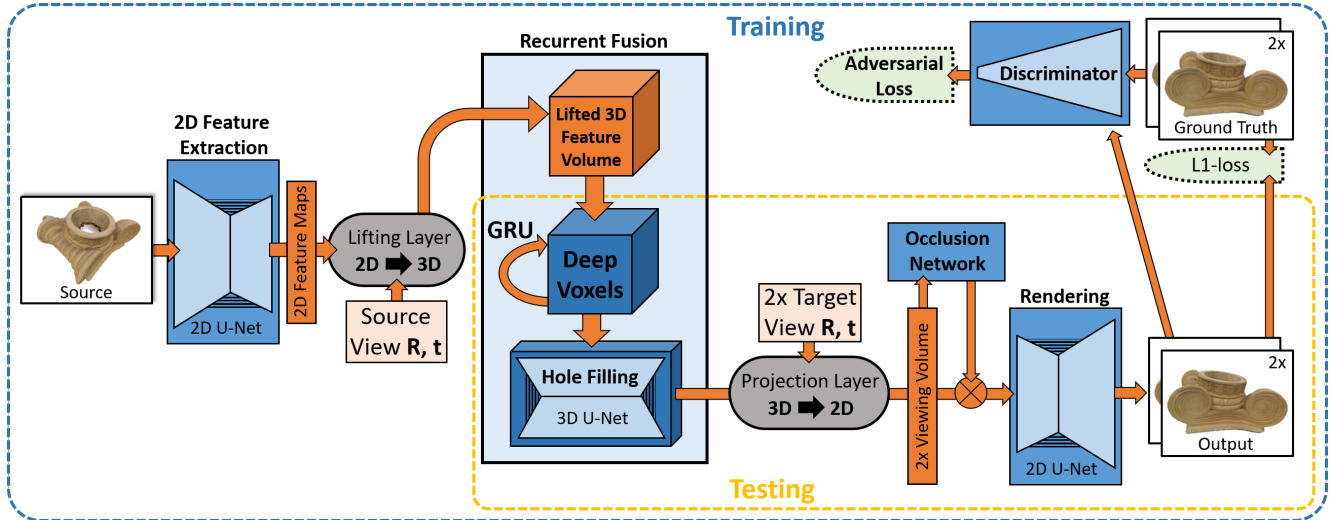 Training
Recurrent Fusion
2x
Adversarial
Loss
Discriminator
Lifted 3D
Feature
Volume
Ground Truth
2D Feature
Extraction
L1-loss
2D Feature Maps
GRU
Lifting Layer
2D 3D
Deep
Voxels
Occlusion
Network
Source
2D U-Net
Source
View R, t
2x Target
View R, t
Rendering
2x Viewing Volume
2x
Hole Filling
3D U-Net
Projection Layer
3D 2D
Output
2D U-Net
Testing